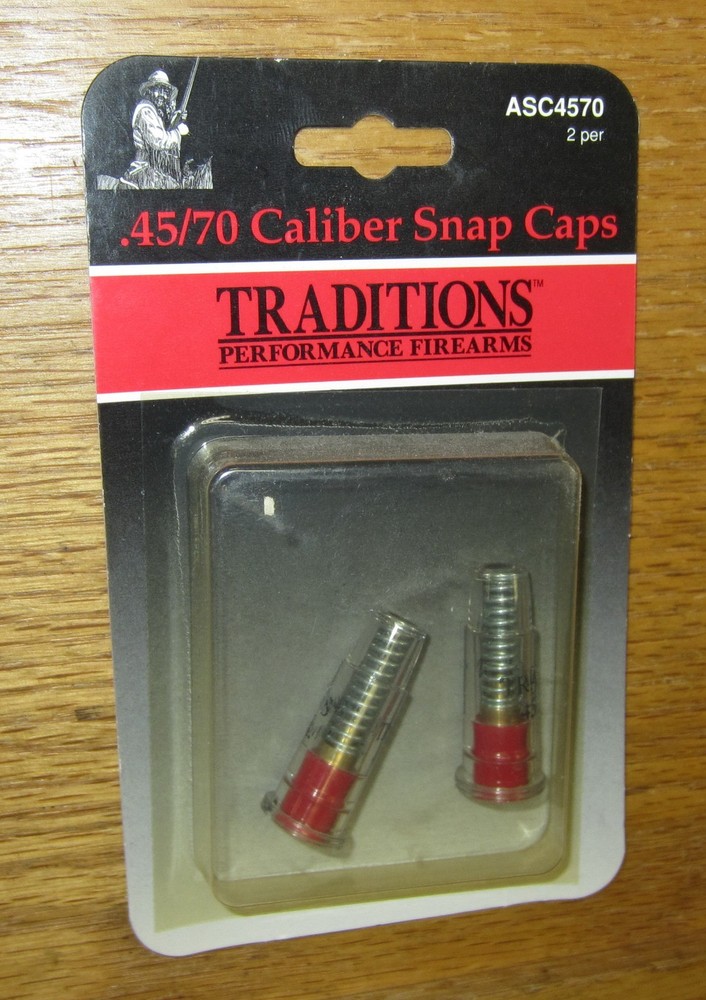 ASC4570
2 per
.45/70 Caliber Snap Caps
TRADITIONS™
PERFORMANCE FIREARMS